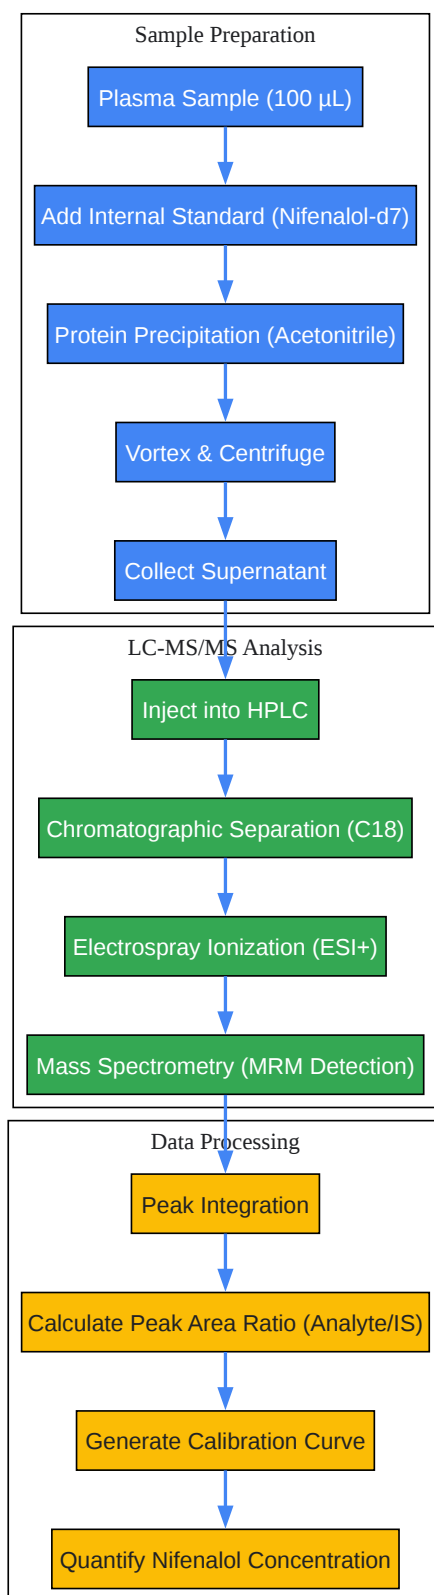 Sample Preparation
Plasma Sample (100 µL)
Add Internal Standard (Nifenalol-d7)
Protein Precipitation (Acetonitrile)
Vortex & Centrifuge
Collect Supernatant
LC-MS/MS Analysis
Inject into HPLC
Chromatographic Separation (C18)
Electrospray Ionization (ESI+)
Mass Spectrometry (MRM Detection)
Data Processing
Peak Integration
Calculate Peak Area Ratio (Analyte/IS)
Generate Calibration Curve
Quantify Nifenalol Concentration